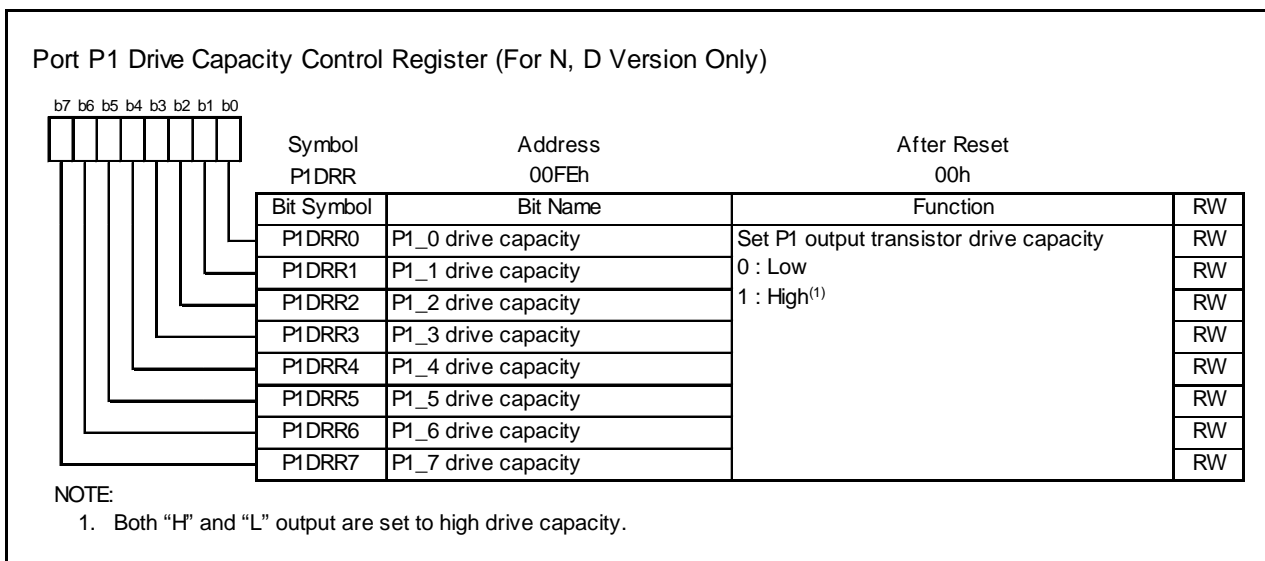 Port P1 Drive Capacity Control Register (For N, D Version Only)
b7 b6 b5 b4 b3 b2 b1 b0
Symbol Address After Reset
P1DRR 00FEh 00h
Bit Symbol Bit Name Function RW
P1DRR0 P1_0 drive capacity Set P1 output transistor drive capacity RW
P1DRR1 P1_1 drive capacity 0 : Low RW
P1DRR2 P1_2 drive capacity 1 : High(1) RW
P1DRR3 P1_3 drive capacity RW
P1DRR4 P1_4 drive capacity RW
P1DRR5 P1_5 drive capacity RW
P1DRR6 P1_6 drive capacity RW
P1DRR7 P1_7 drive capacity RW
NOTE:
1. Both “H” and “L” output are set to high drive capacity.